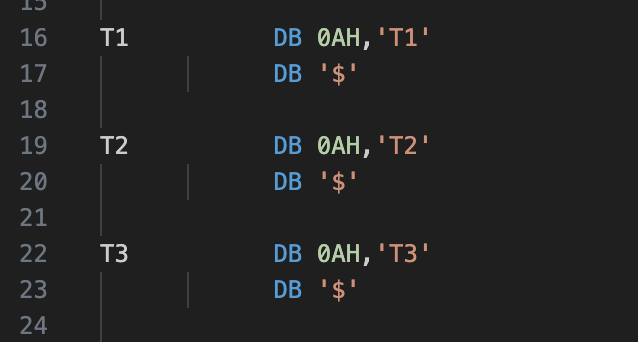 15
16 T1 DB 0AH,'T1'
17 DB '$'
18
19 T2 DB 0AH,'T2'
20 DB '$'
21
22 T3 DB 0AH,'T3'
23 DB '$'
24